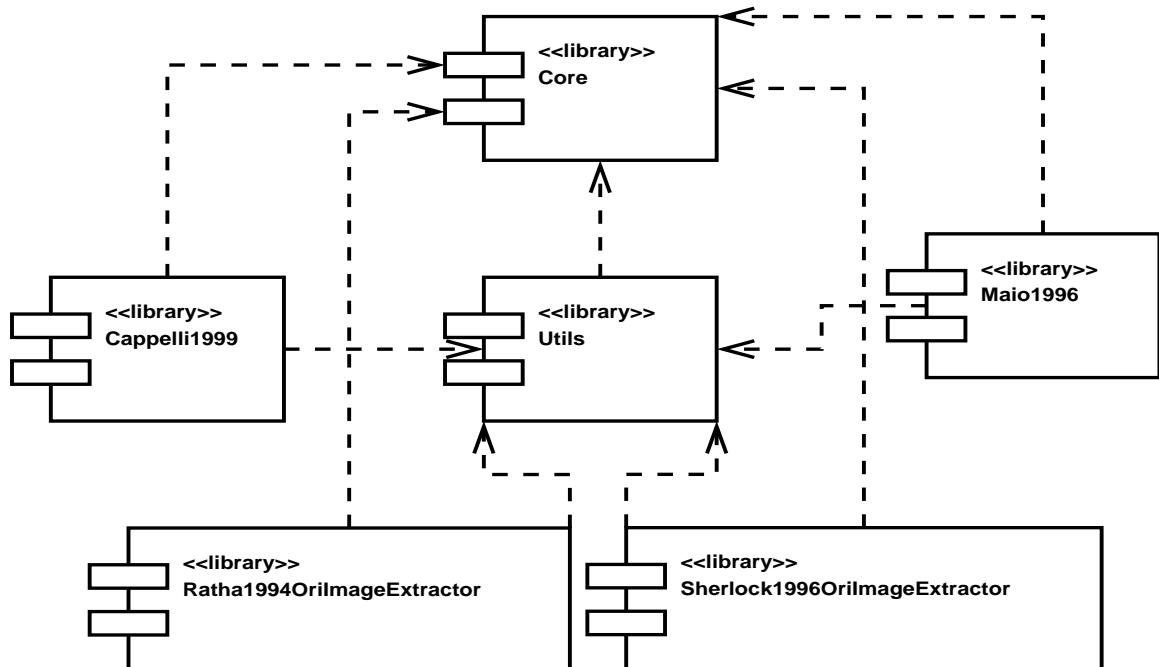 <<library>>
Core
<<library>>
Maio1996
<<library>>
Cappelli1999
<<library>>
Utils
<<library>>
Ratha1994OriImageExtractor
<<library>>
Sherlock1996OriImageExtractor